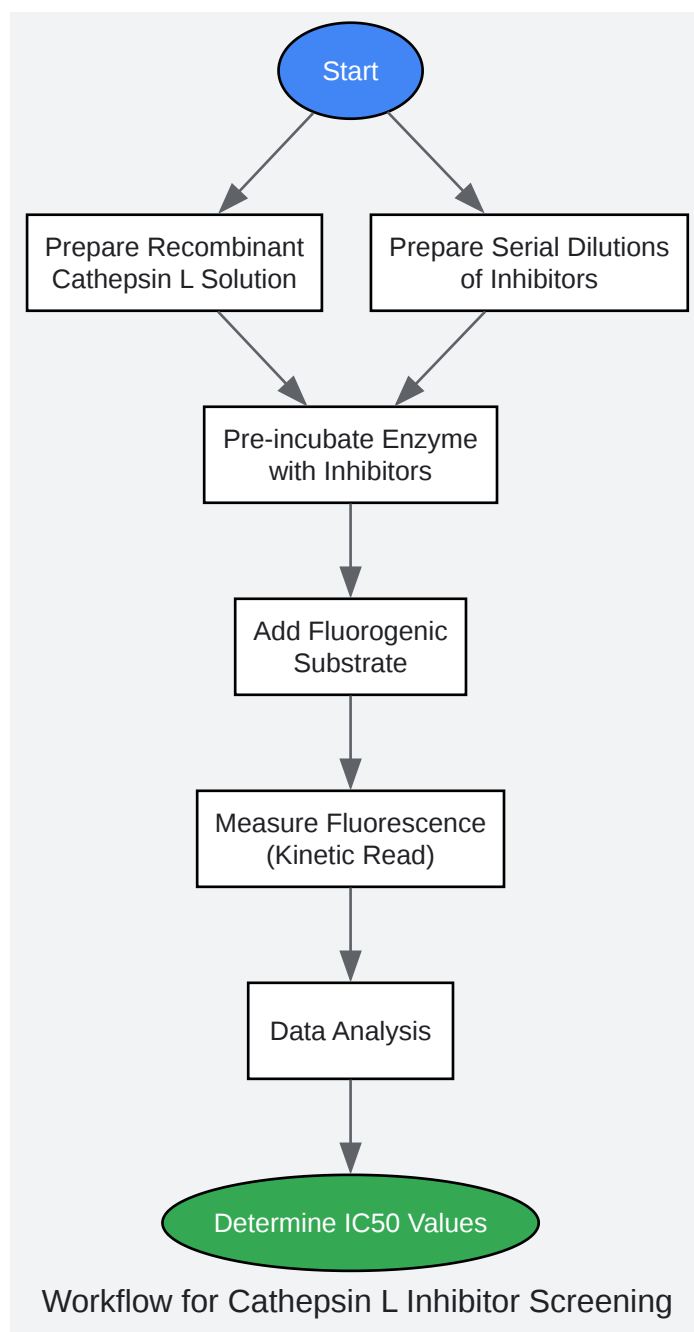 Start
Prepare Recombinant
Cathepsin L Solution
Prepare Serial Dilutions
of Inhibitors
Pre-incubate Enzyme
with Inhibitors
Add Fluorogenic
Substrate
Measure Fluorescence
(Kinetic Read)
Data Analysis
Determine IC50 Values
Workflow for Cathepsin L Inhibitor Screening